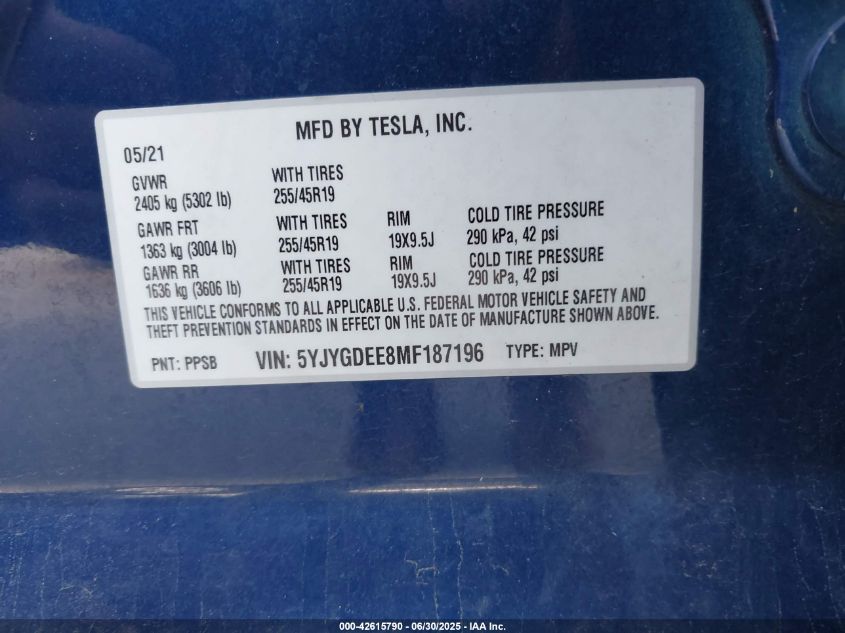 MFD BY TESLA, INC.
05/21
GVWR WITH TIRES
2405 kg (5302 lb) 255/45R19
GAWR FRT WITH TIRES RIM COLD TIRE PRESSURE
1363 kg (3004 lb) 255/45R19 19X9.5J 290 kPa, 42 psi
GAWR RR WITH TIRES RIM COLD TIRE PRESSURE
1636 kg (3606 lb) 255/45R19 19X9.5J 290 kPa, 42 psi
THIS VEHICLE CONFORMS TO ALL APPLICABLE U.S. FEDERAL MOTOR VEHICLE SAFETY AND
THEFT PREVENTION STANDARDS IN EFFECT ON THE DATE OF MANUFACTURE SHOWN ABOVE.
PNT: PPSB VIN: 5YJYGDEE8MF187196 TYPE: MPV
000-42615790 - 06/30/2025 - IAA Inc.